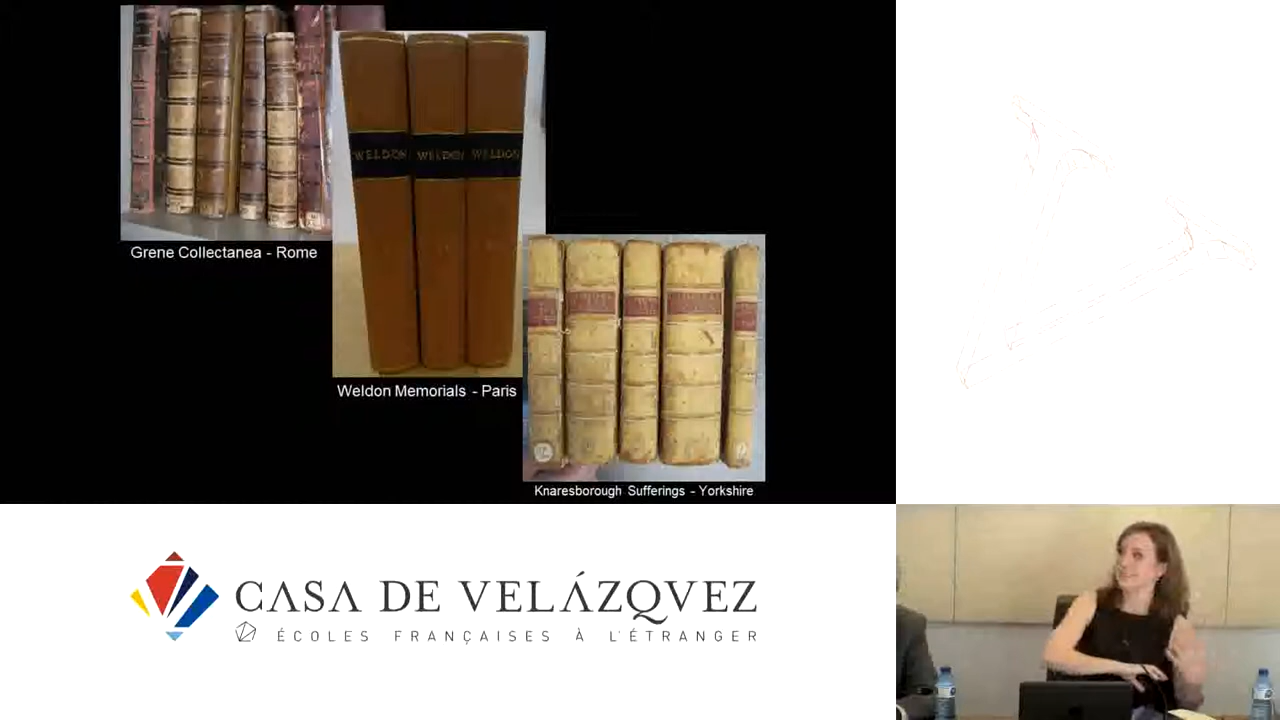 WELDON WELDON WELDON
Grene Collectanea - Rome
Weldon Memorials - Paris
Knaresborough Sufferings - Yorkshire
CASA DE VELÁZQVEZ
ÉCOLES FRANÇAISES À L'ÉTRANGER